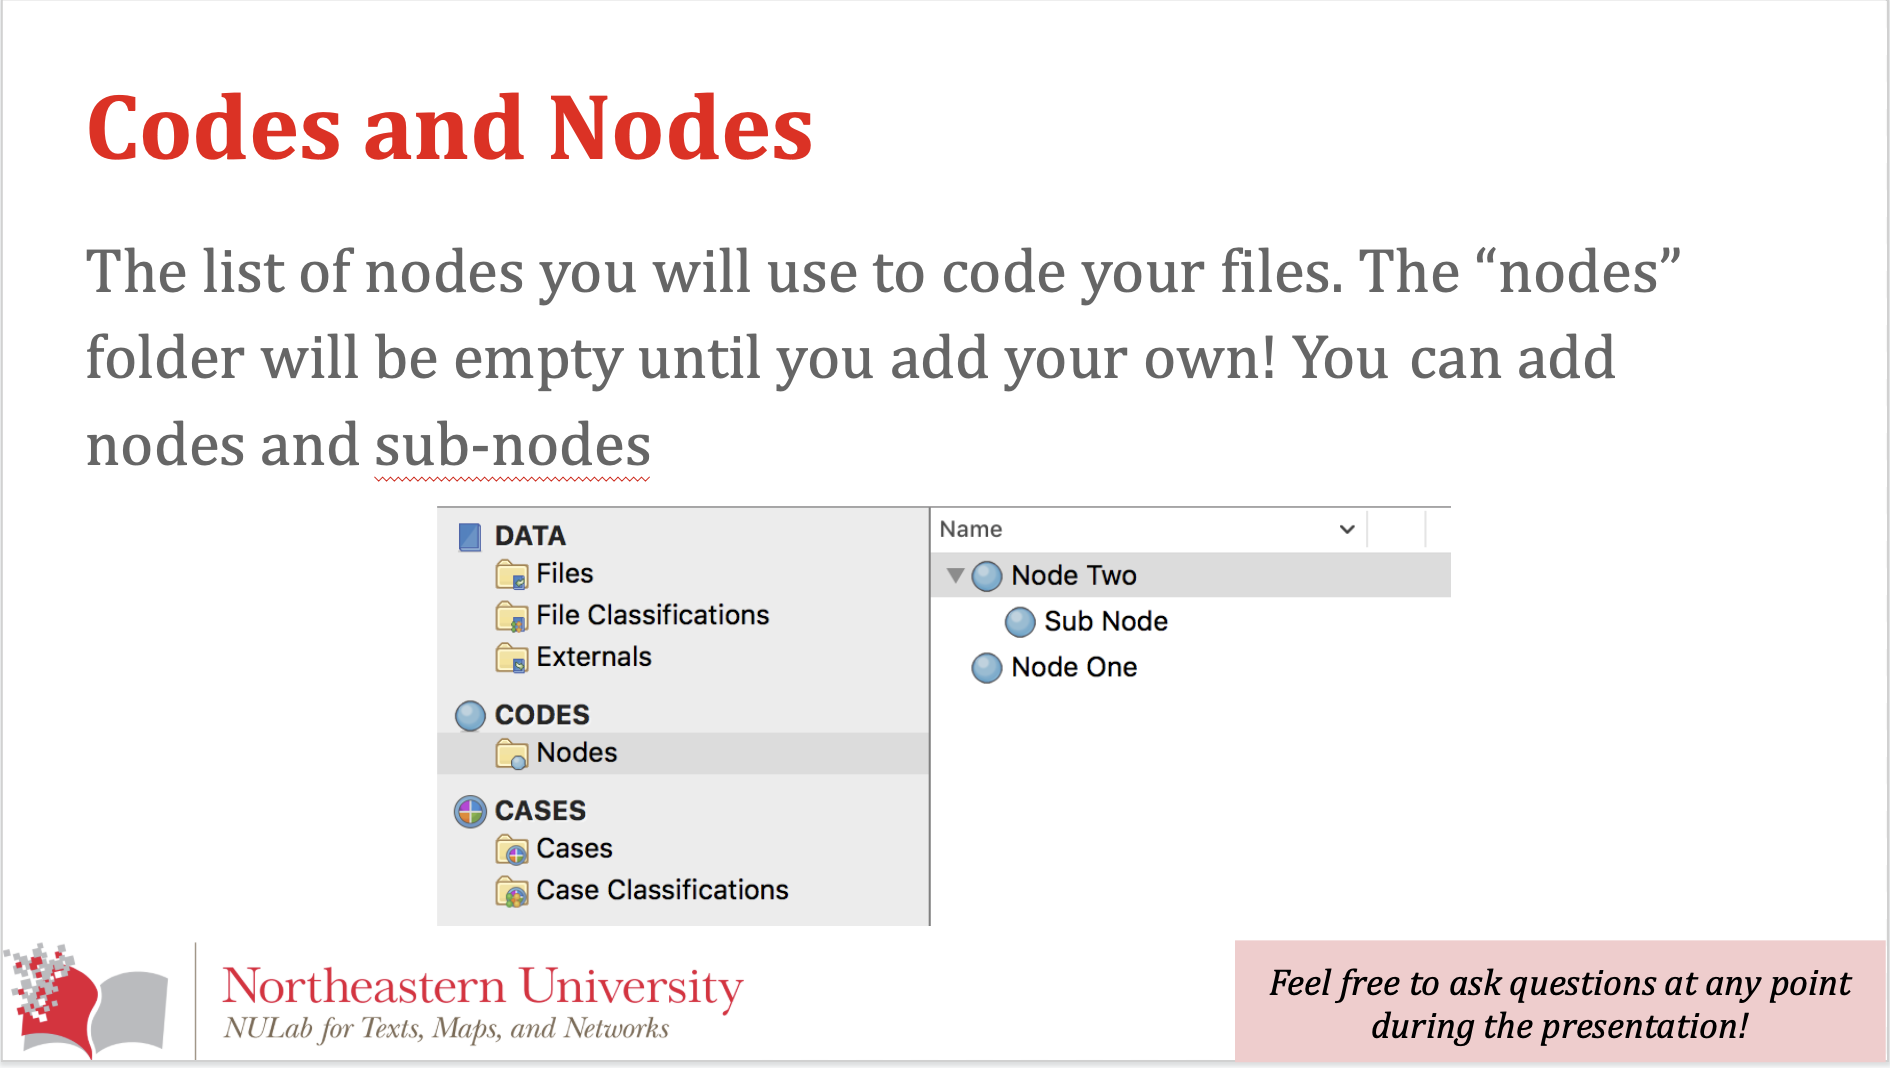 Codes and Nodes
The list of nodes you will use to code your files. The “nodes”
folder will be empty until you add your own! You can add
nodes and sub-nodes
DATA
Files
File Classifications
Externals
CODES
Nodes
CASES
Cases
Case Classifications
Name
Node Two
Sub Node
Node One
Northeastern University
NULab for Texts, Maps, and Networks
Feel free to ask questions at any point
during the presentation!